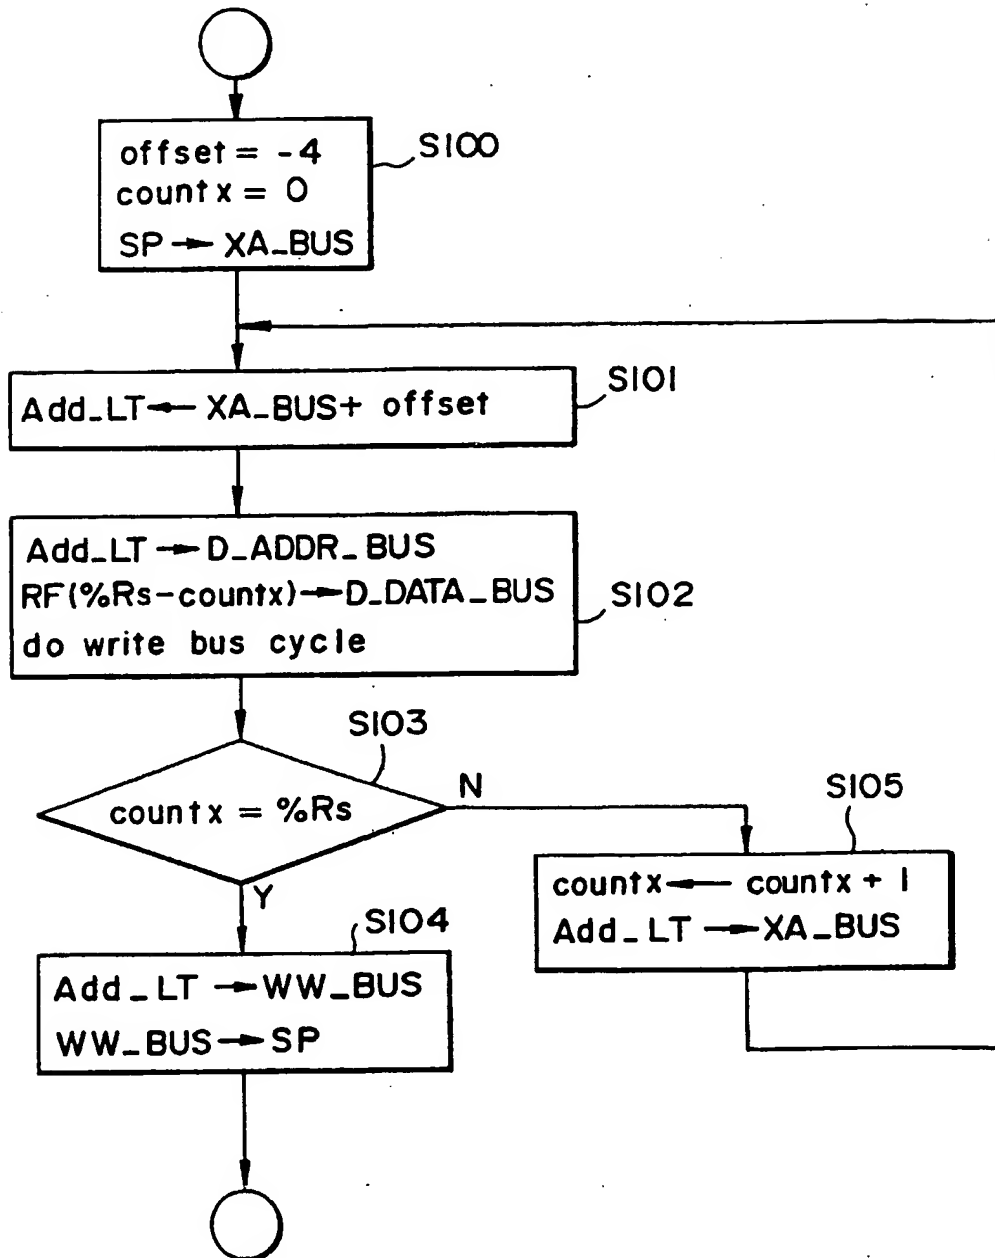 offset = -4
countx = 0
SP → XA_BUS
S100
Add_LT ← XA_BUS + offset
S101
Add_LT → D_ADDR_BUS
RF(%Rs-countx) → D_DATA_BUS
do write bus cycle
S102
S103
countx = %Rs
N
Y
S105
countx ← countx + 1
Add_LT → XA_BUS
S104
Add_LT → WW_BUS
WW_BUS → SP